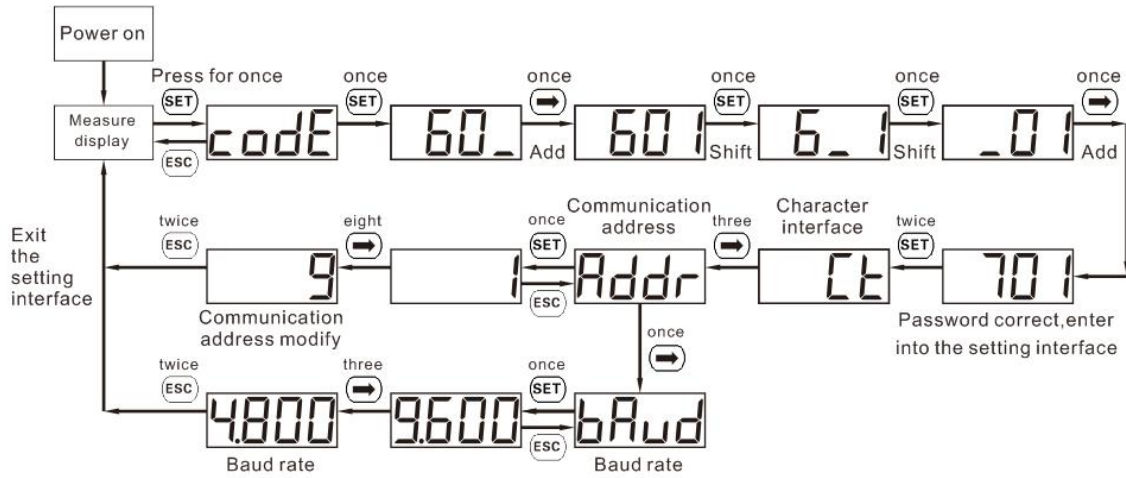 Power on
Press for once
once
once
once
once
once
SET
SET
➡
SET
SET
➡
Measure
display
codE
60_
601
6_1
_01
ESC
Add
Shift
Shift
Add
Exit
the
setting
interface
twice
ESC
eight
➡
once
SET
Communication
address
three
➡
Character
interface
twice
SET
9
1
ESC
Addr
Ct
701
Communication
address modify
once
➡
Password correct,enter
into the setting interface
twice
ESC
three
➡
once
SET
4.800
9.600
ESC
bAud
Baud rate
Baud rate